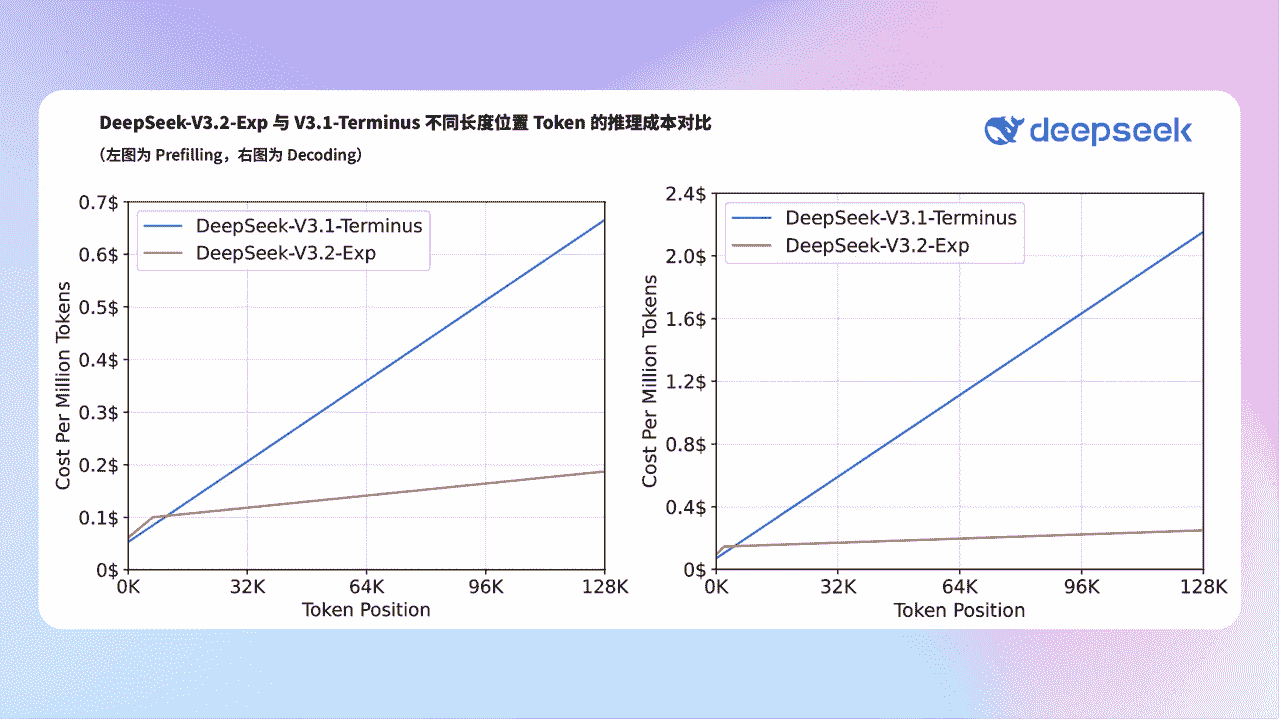 DeepSeek-V3.2-Exp 与 V3.1-Terminus 不同长度位置 Token 的推理成本对比
(左图为 Prefilling，右图为 Decoding)
deepseek
0.7$
0.6$
0.5$
0.4$
0.3$
0.2$
0.1$
0$
Cost Per Million Tokens
DeepSeek-V3.1-Terminus
DeepSeek-V3.2-Exp
0K 32K 64K 96K 128K
Token Position
2.4$
2.0$
1.6$
1.2$
0.8$
0.4$
0$
Cost Per Million Tokens
DeepSeek-V3.1-Terminus
DeepSeek-V3.2-Exp
0K 32K 64K 96K 128K
Token Position